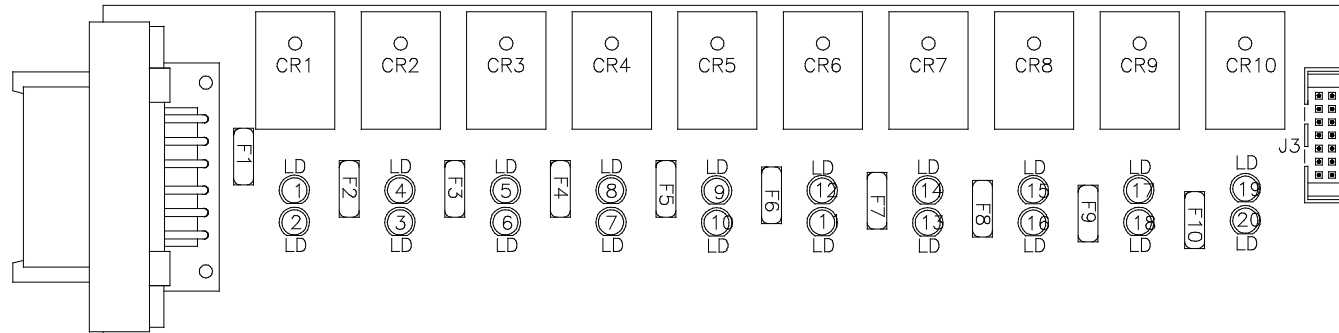 CR1 CR2 CR3 CR4 CR5 CR6 CR7 CR8 CR9 CR10
J3
F1 F2 F3 F4 F5 F6 F7 F8 F9 F10
LD LD LD LD LD LD LD LD LD LD
1 4 5 8 9 12 14 15 17 19
2 3 6 7 10 11 13 16 18 20
LD LD LD LD LD LD LD LD LD LD